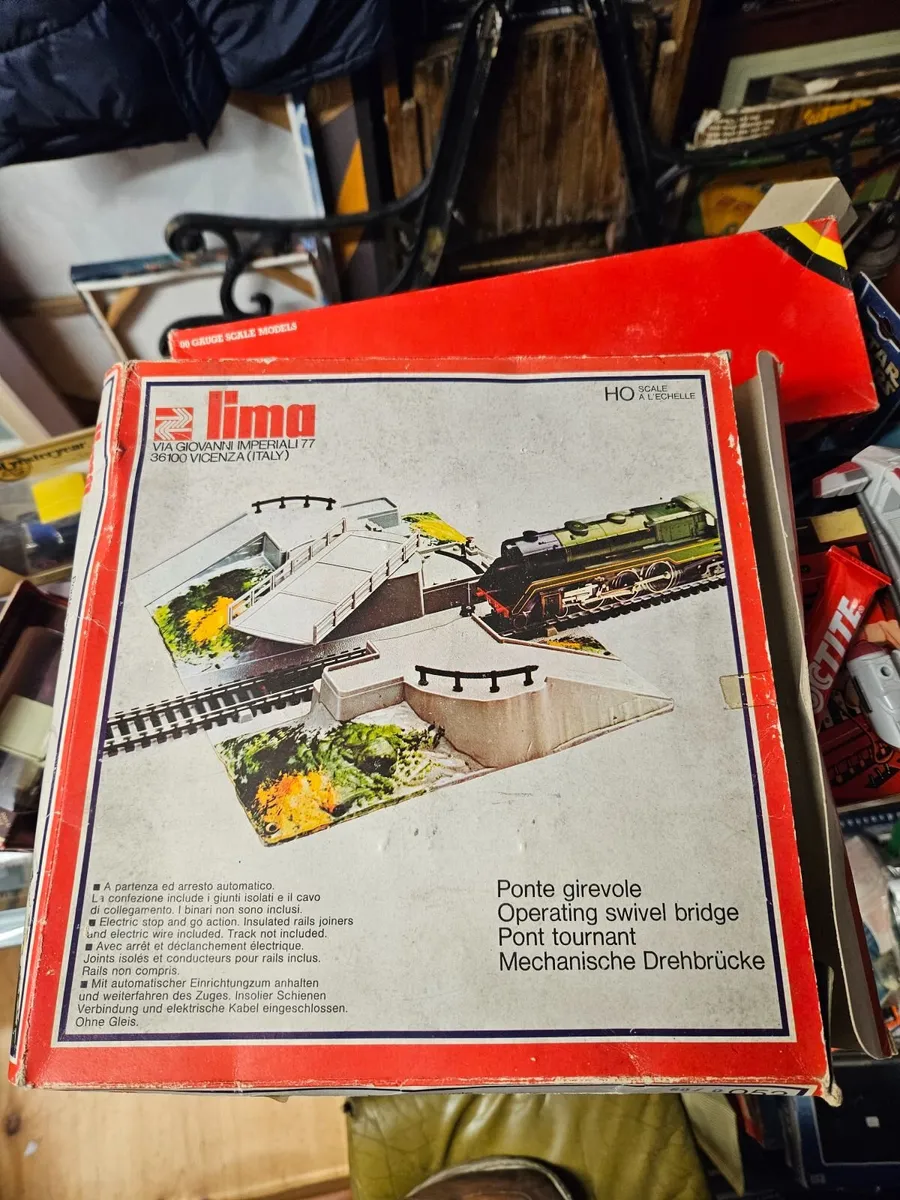 00 GAUGE SCALE MODELS
lima
VIA GIOVANNI IMPERIALI 77
36100 VICENZA (ITALY)
HO SCALE
A L'ECHELLE
■ A partenza ed arresto automatico.
La confezione include i giunti isolati e il cavo
di collegamento. I binari non sono inclusi.
■ Electric stop and go action. Insulated rails joiners
and electric wire included. Track not included.
■ Avec arrêt et déclanchement électrique.
Joints isolés et conducteurs pour rails inclus.
Rails non compris.
■ Mit automatischer Einrichtungzum anhalten
und weiterfahren des Zuges. Insolier Schienen
Verbindung und elektrische Kabel eingeschlossen.
Ohne Gleis.
Ponte girevole
Operating swivel bridge
Pont tournant
Mechanische Drehbrücke
OCTITE